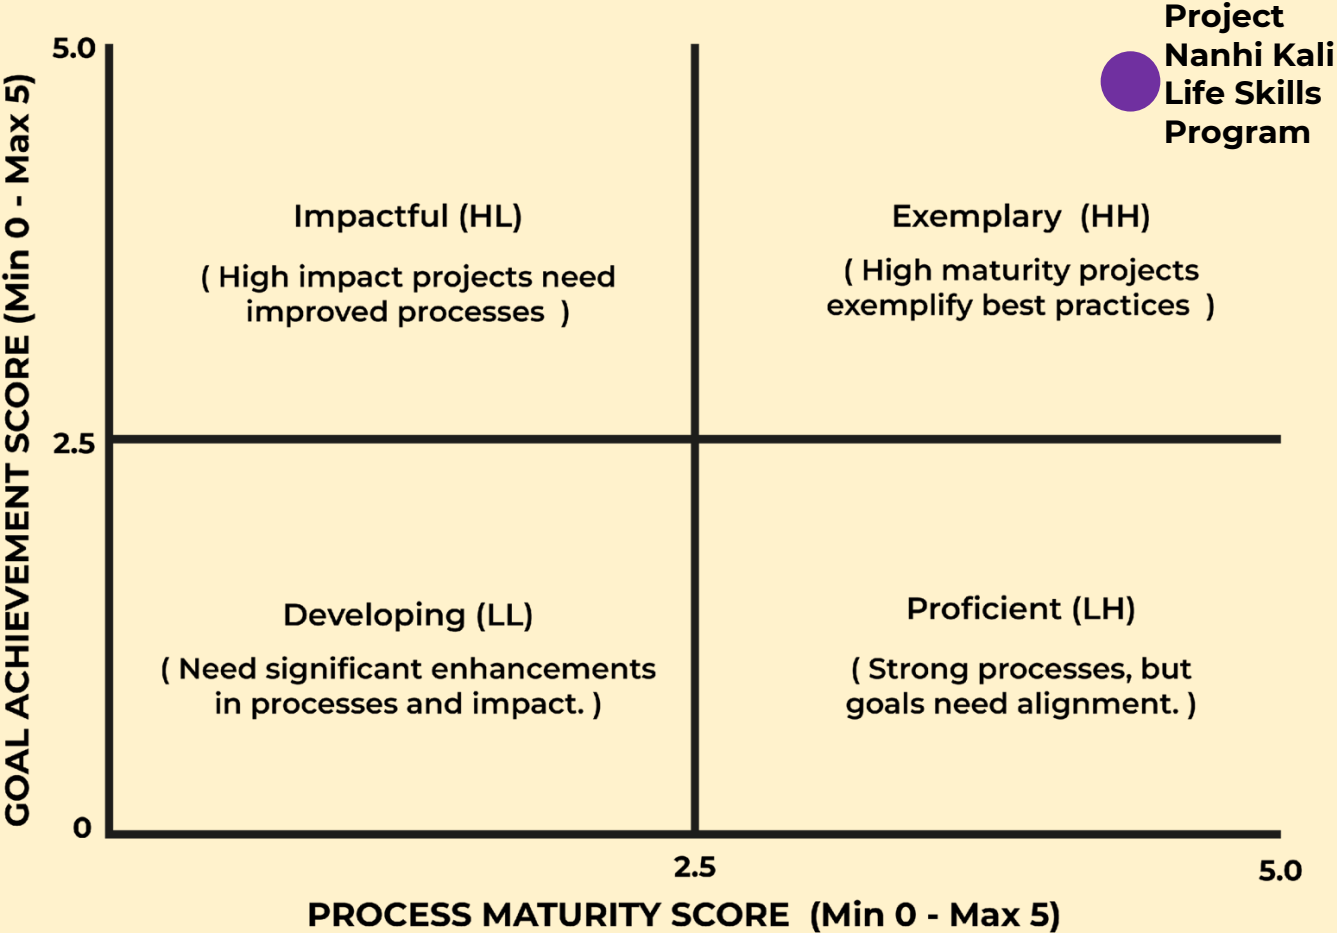 Project
Nanhi Kali
Life Skills
Program
5.0
GOAL ACHIEVEMENT SCORE (Min 0 - Max 5)
Impactful (HL)
( High impact projects need
improved processes )
Exemplary (HH)
( High maturity projects
exemplify best practices )
2.5
Developing (LL)
( Need significant enhancements
in processes and impact. )
Proficient (LH)
( Strong processes, but
goals need alignment. )
0
2.5
5.0
PROCESS MATURITY SCORE (Min 0 - Max 5)